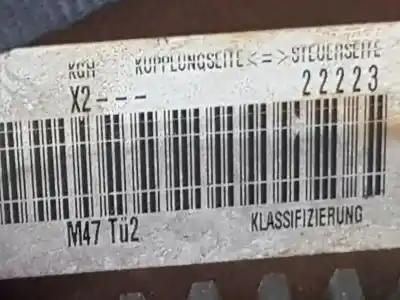 KGH KUPPLUNGSEITE<=>STEUERSEITE
X2--- 22223
M47 Tü2 KLASSIFIZIERUNG